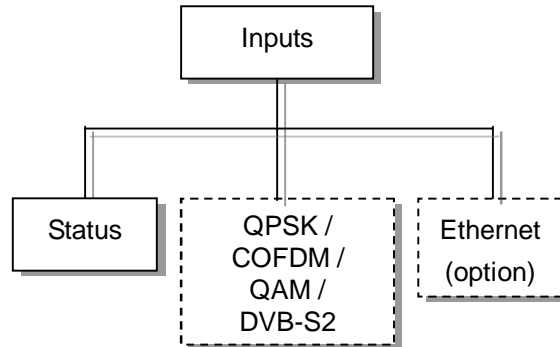 Inputs
Status
QPSK /
COFDM /
QAM /
DVB-S2
Ethernet
(option)